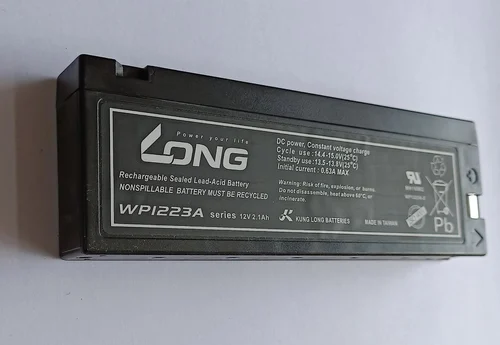 Power your life
LONG
Rechargeable Sealed Lead-Acid Battery
NONSPILLABLE BATTERY MUST BE RECYCLED
WP1223A series 12V 2.1Ah
DC power, Constant voltage charge
Cycle use : 14.4-15.0V(25°C)
Standby use : 13.5-13.8V(25°C)
Initial current : 0.63A MAX
Warning: Risk of fire, explosion, or burns.
Do not disassemble, heat above 60°C, or
incinerate.
KUNG LONG BATTERIES
MADE IN TAIWAN
Pb